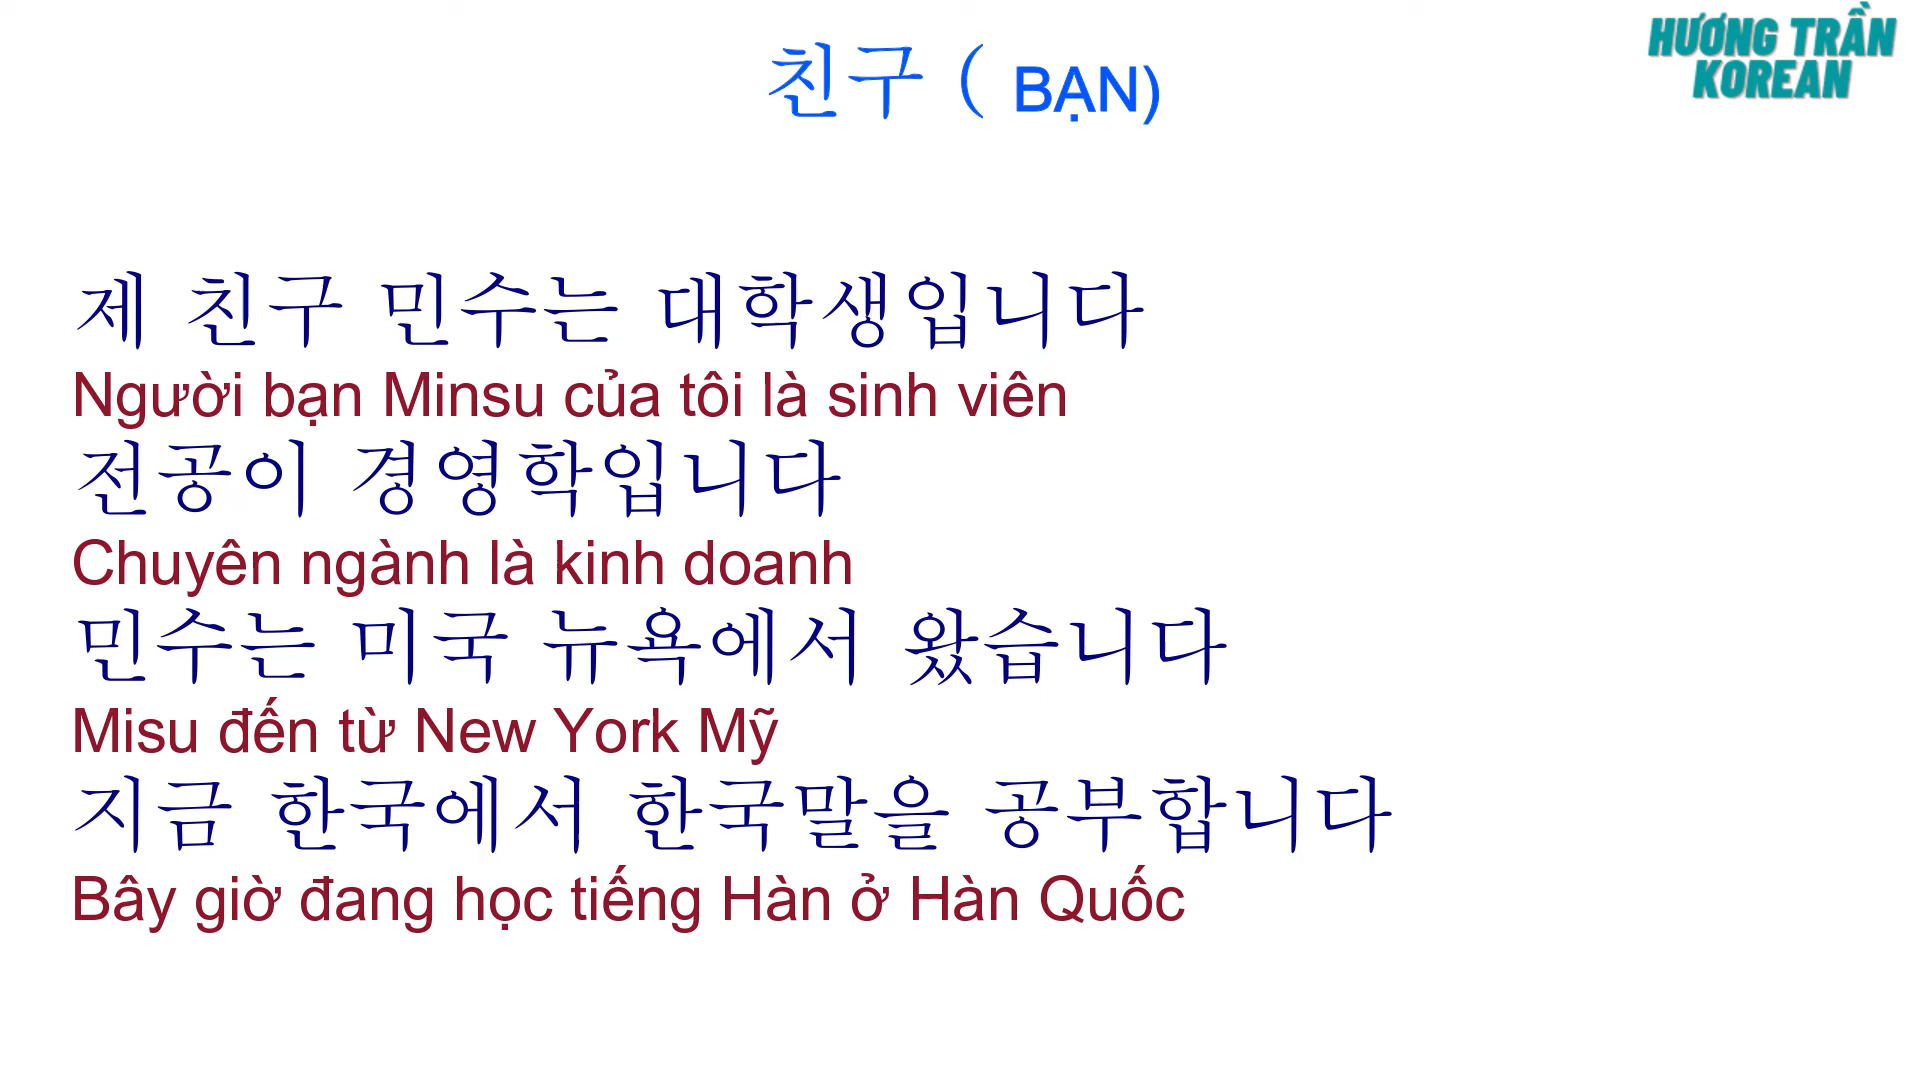 HƯƠNG TRẦN
KOREAN
친구 ( BẠN)
제 친구 민수는 대학생입니다
Người bạn Minsu của tôi là sinh viên
전공이 경영학입니다
Chuyên ngành là kinh doanh
민수는 미국 뉴욕에서 왔습니다
Misu đến từ New York Mỹ
지금 한국에서 한국말을 공부합니다
Bây giờ đang học tiếng Hàn ở Hàn Quốc